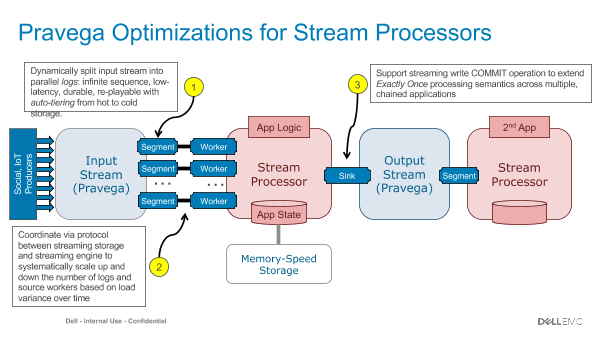 Pravega Optimizations for Stream Processors
Dynamically split input stream into
parallel logs: infinite sequence, low-
latency, durable, re-playable with
auto-tiering from hot to cold
storage.
1
3
Support streaming write COMMIT operation to extend
Exactly Once processing semantics across multiple,
chained applications
Social, IoT
Producers
Input
Stream
(Pravega)
Segment
Worker
Segment
Worker
...
...
Segment
Worker
App Logic
Stream
Processor
App State
Memory-Speed
Storage
Sink
Output
Stream
(Pravega)
Segment
2nd App
Stream
Processor
Coordinate via protocol
between streaming storage
and streaming engine to
systematically scale up and
down the number of logs and
source workers based on load
variance over time
2
Dell - Internal Use - Confidential
DELLEMC